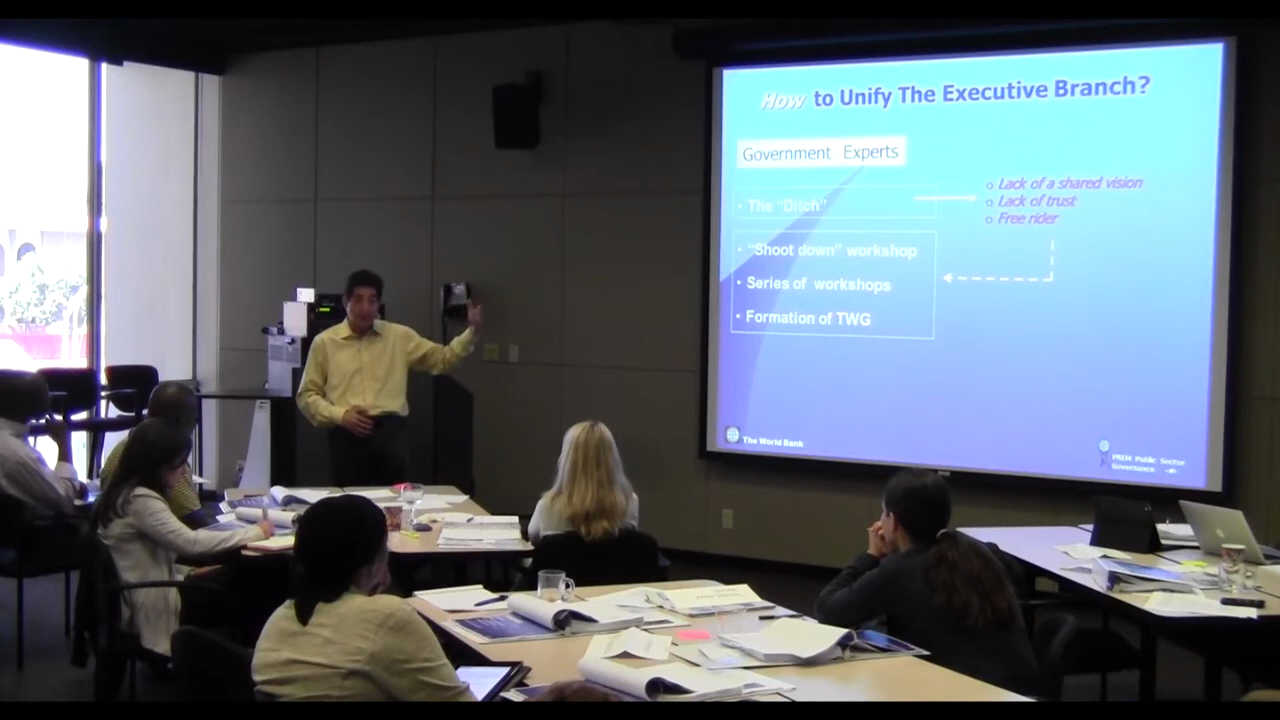 How to Unify The Executive Branch?
Government Experts
• The "Ditch"
o Lack of a shared vision
o Lack of trust
o Free rider
• "Shoot down" workshop
• Series of workshops
• Formation of TWG
The World Bank
PREM Public Sector
Governance